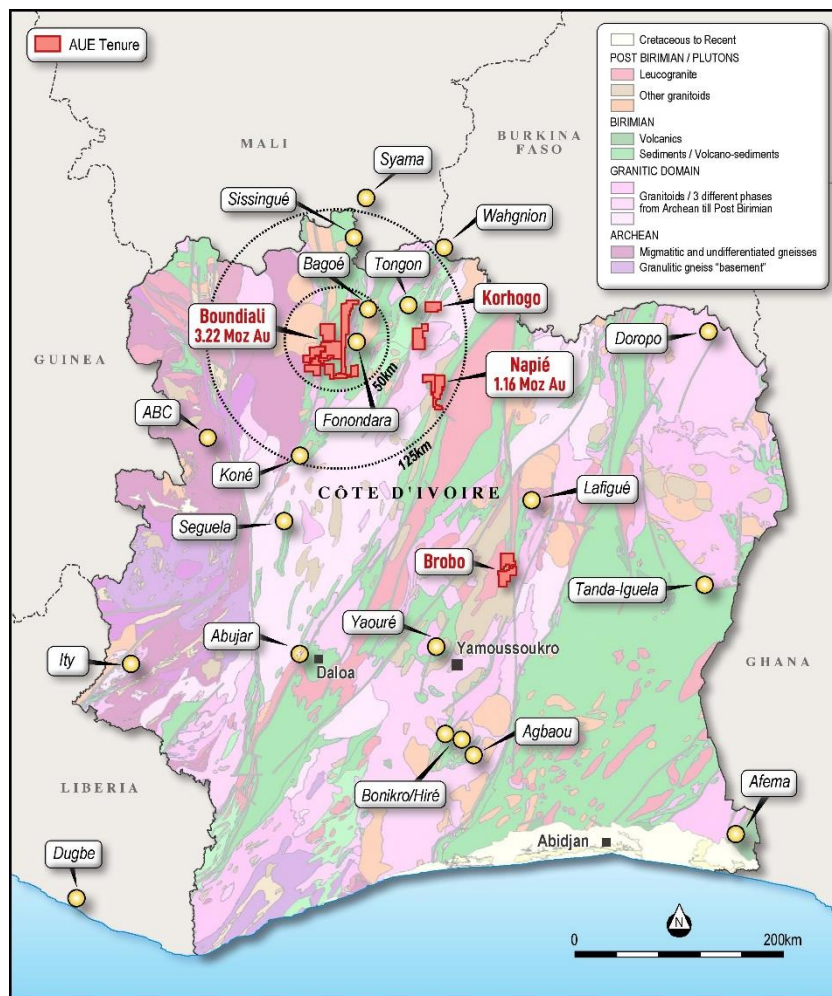 AUE Tenure
Cretaceous to Recent
POST BIRIMIAN / PLUTONS
Leucogranite
Other granitoids
BIRIMIAN
Volcanics
Sediments / Volcano-sediments
GRANITIC DOMAIN
Granitoids / 3 different phases
from Archean till Post Birimian
ARCHEAN
Migmatitic and undifferentiated gneisses
Granulitic gneiss "basement"
MALI
BURKINA
FASO
Syama
Sissingué
Wahgnion
Bagoé
Tongon
Boundiali
3.22 Moz Au
Korhogo
Doropo
GUINEA
Napié
1.16 Moz Au
50km
Fonondara
ABC
125km
Koné
CÔTE D'IVOIRE
Lafigué
Seguela
Brobo
Tanda-Iguela
Abujar
Yaouré
Ity
Daloa
Yamoussoukro
GHANA
Agbaou
Bonikro/Hiré
LIBERIA
Afema
Abidjan
Dugbe
N
0 200km